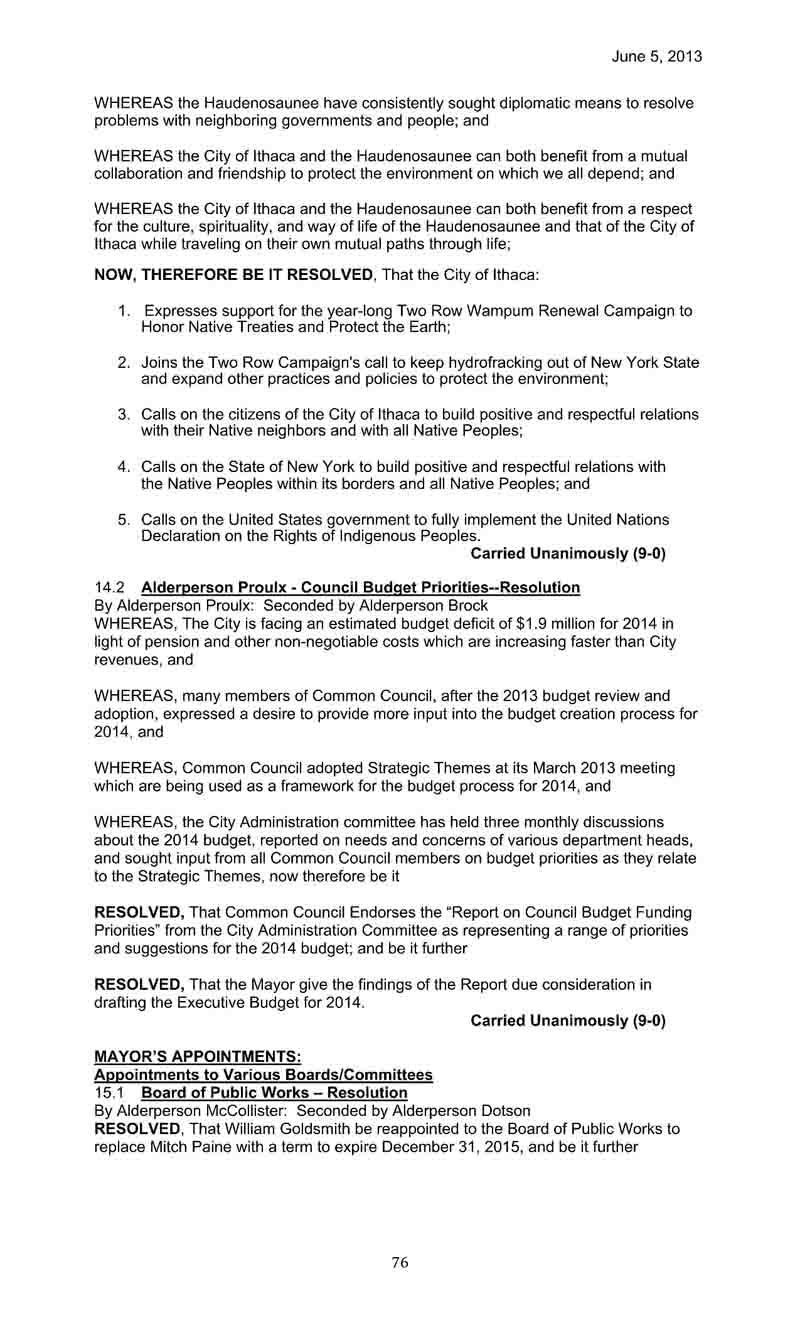 June 5, 2013
WHEREAS the Haudenosaunee have consistently sought diplomatic means to resolve
problems with neighboring governments and people; and
WHEREAS the City of Ithaca and the Haudenosaunee can both benefit from a mutual
collaboration and friendship to protect the environment on which we all depend; and
WHEREAS the City of Ithaca and the Haudenosaunee can both benefit from a respect
for the culture, spirituality, and way of life of the Haudenosaunee and that of the City of
Ithaca while traveling on their own mutual paths through life;
NOW, THEREFORE BE IT RESOLVED, That the City of Ithaca:
1. Expresses support for the year-long Two Row Wampum Renewal Campaign to
Honor Native Treaties and Protect the Earth;
2. Joins the Two Row Campaign's call to keep hydrofracking out of New York State
and expand other practices and policies to protect the environment;
3. Calls on the citizens of the City of Ithaca to build positive and respectful relations
with their Native neighbors and with all Native Peoples;
4. Calls on the State of New York to build positive and respectful relations with
the Native Peoples within its borders and all Native Peoples; and
5. Calls on the United States government to fully implement the United Nations
Declaration on the Rights of Indigenous Peoples.
Carried Unanimously (9-0)
14.2 Alderperson Proulx - Council Budget Priorities--Resolution
By Alderperson Proulx: Seconded by Alderperson Brock
WHEREAS, The City is facing an estimated budget deficit of $1.9 million for 2014 in
light of pension and other non-negotiable costs which are increasing faster than City
revenues, and
WHEREAS, many members of Common Council, after the 2013 budget review and
adoption, expressed a desire to provide more input into the budget creation process for
2014, and
WHEREAS, Common Council adopted Strategic Themes at its March 2013 meeting
which are being used as a framework for the budget process for 2014, and
WHEREAS, the City Administration committee has held three monthly discussions
about the 2014 budget, reported on needs and concerns of various department heads,
and sought input from all Common Council members on budget priorities as they relate
to the Strategic Themes, now therefore be it
RESOLVED, That Common Council Endorses the “Report on Council Budget Funding
Priorities” from the City Administration Committee as representing a range of priorities
and suggestions for the 2014 budget; and be it further
RESOLVED, That the Mayor give the findings of the Report due consideration in
drafting the Executive Budget for 2014.
Carried Unanimously (9-0)
MAYOR’S APPOINTMENTS:
Appointments to Various Boards/Committees
15.1 Board of Public Works – Resolution
By Alderperson McCollister: Seconded by Alderperson Dotson
RESOLVED, That William Goldsmith be reappointed to the Board of Public Works to
replace Mitch Paine with a term to expire December 31, 2015, and be it further
76